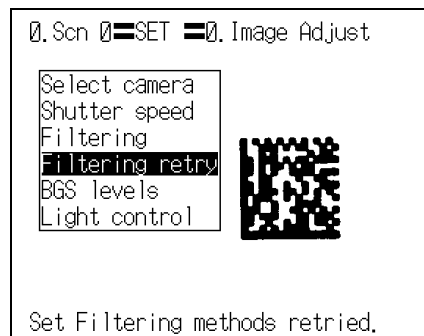 0.Scn 0〓SET 〓0.Image Adjust
Select camera
Shutter speed
Filtering
Filtering retry
BGS levels
Light control
Set Filtering methods retried.